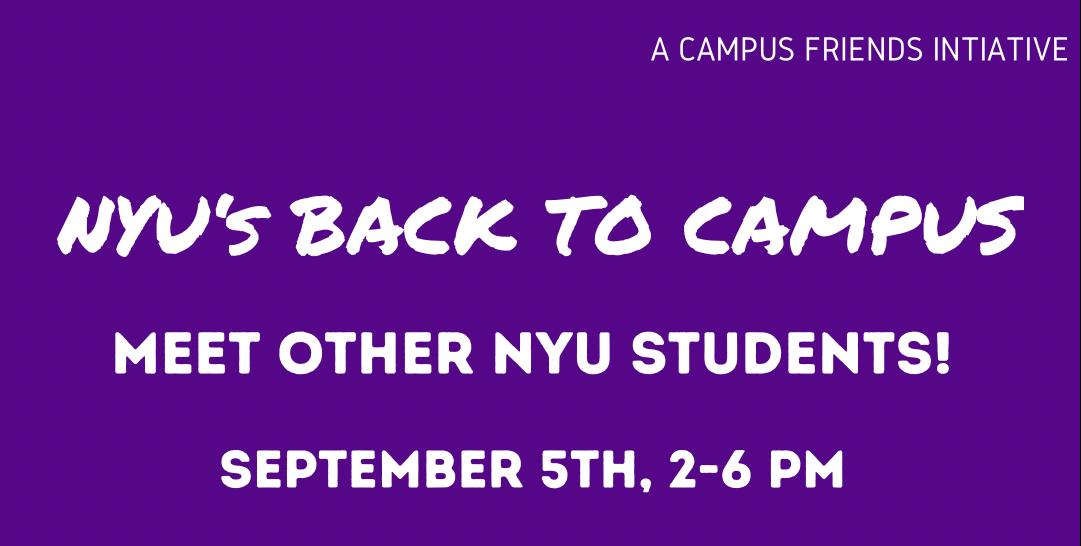 A CAMPUS FRIENDS INTIATIVE
NYU'S BACK TO CAMPUS
MEET OTHER NYU STUDENTS!
SEPTEMBER 5TH, 2-6 PM